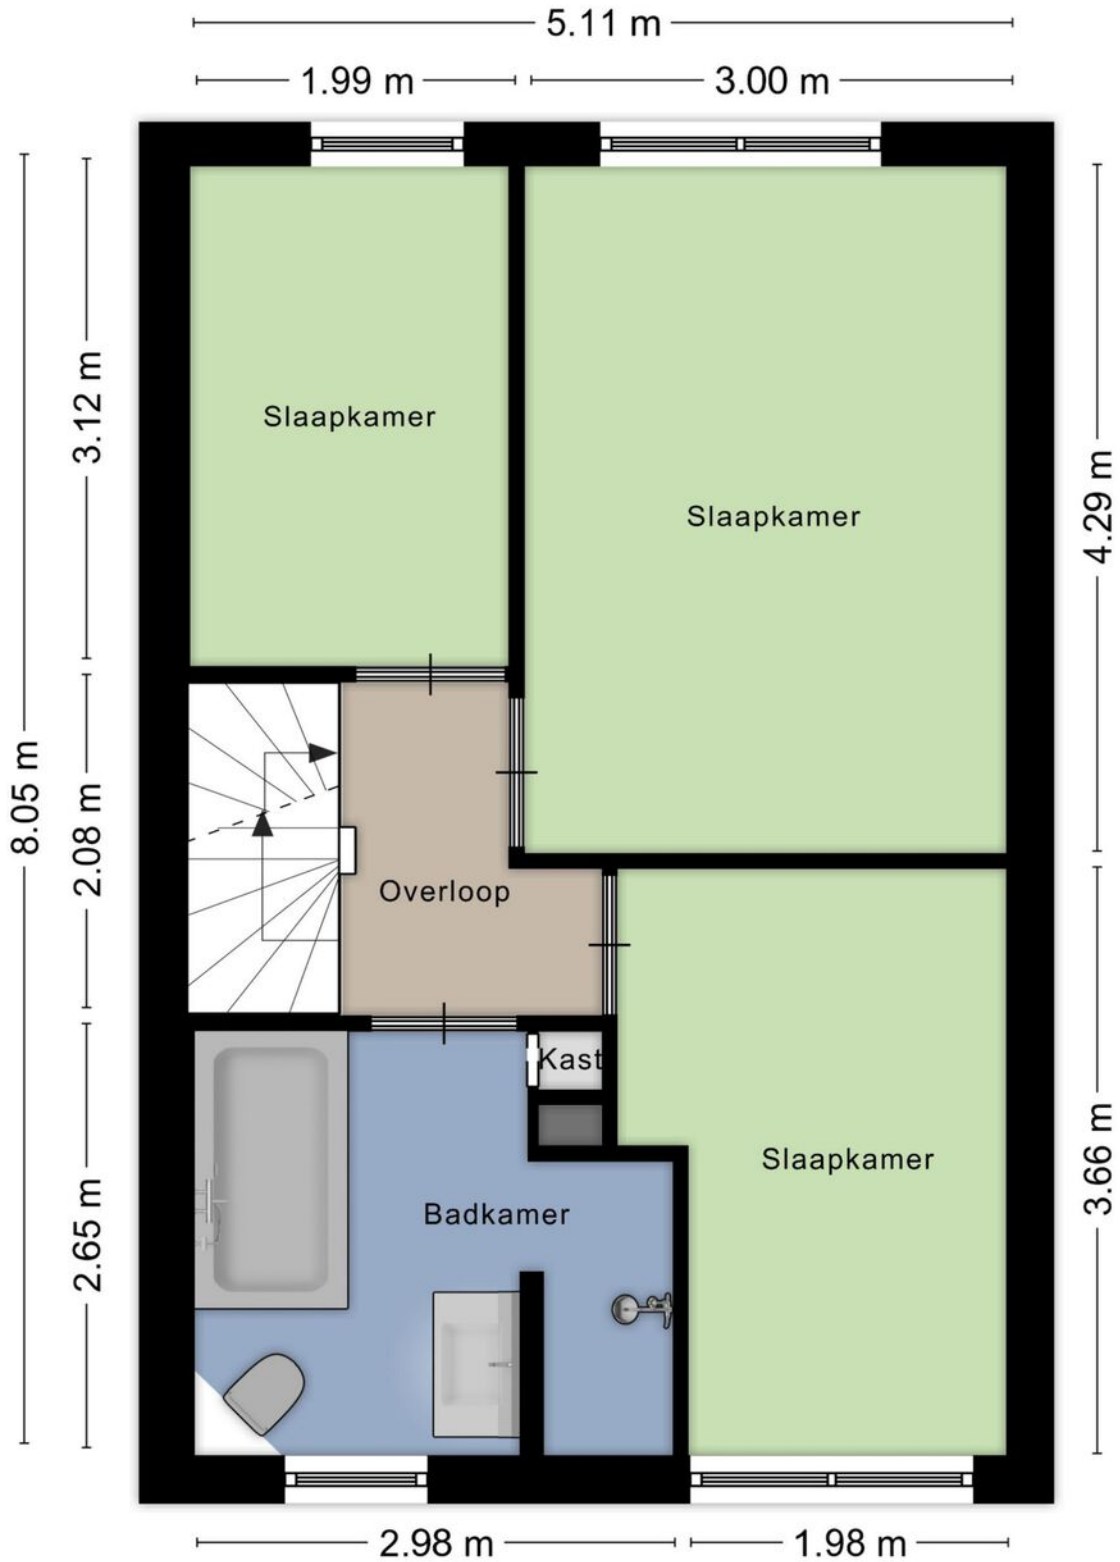 5.11 m
1.99 m
3.00 m
3.12 m
Slaapkamer
Slaapkamer
4.29 m
8.05 m
2.08 m
Overloop
Kast
Slaapkamer
3.66 m
2.65 m
Badkamer
2.98 m
1.98 m